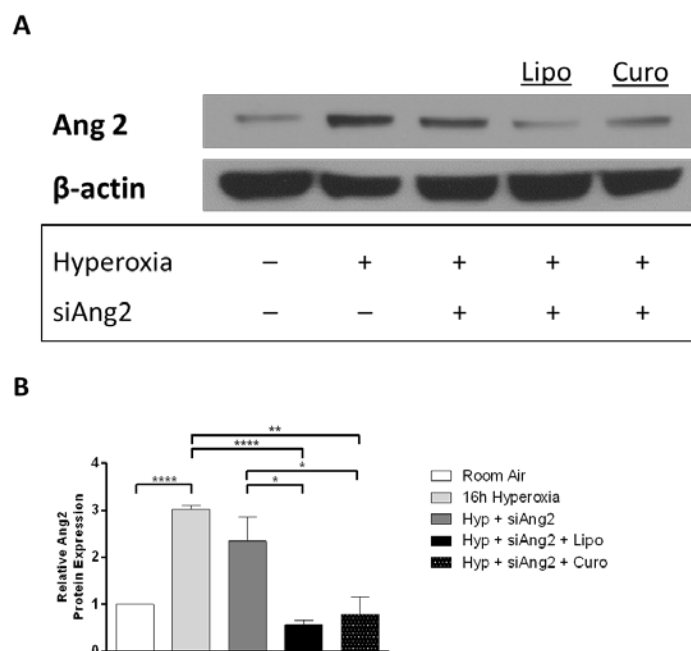 A
Lipo Curo
Ang 2
β-actin
Hyperoxia – + + + +
siAng2 – – + + +
B
**
****
*
**** *
4
3
2
1
0
Relative Ang2
Protein Expression
Room Air
16h Hyperoxia
Hyp + siAng2
Hyp + siAng2 + Lipo
Hyp + siAng2 + Curo